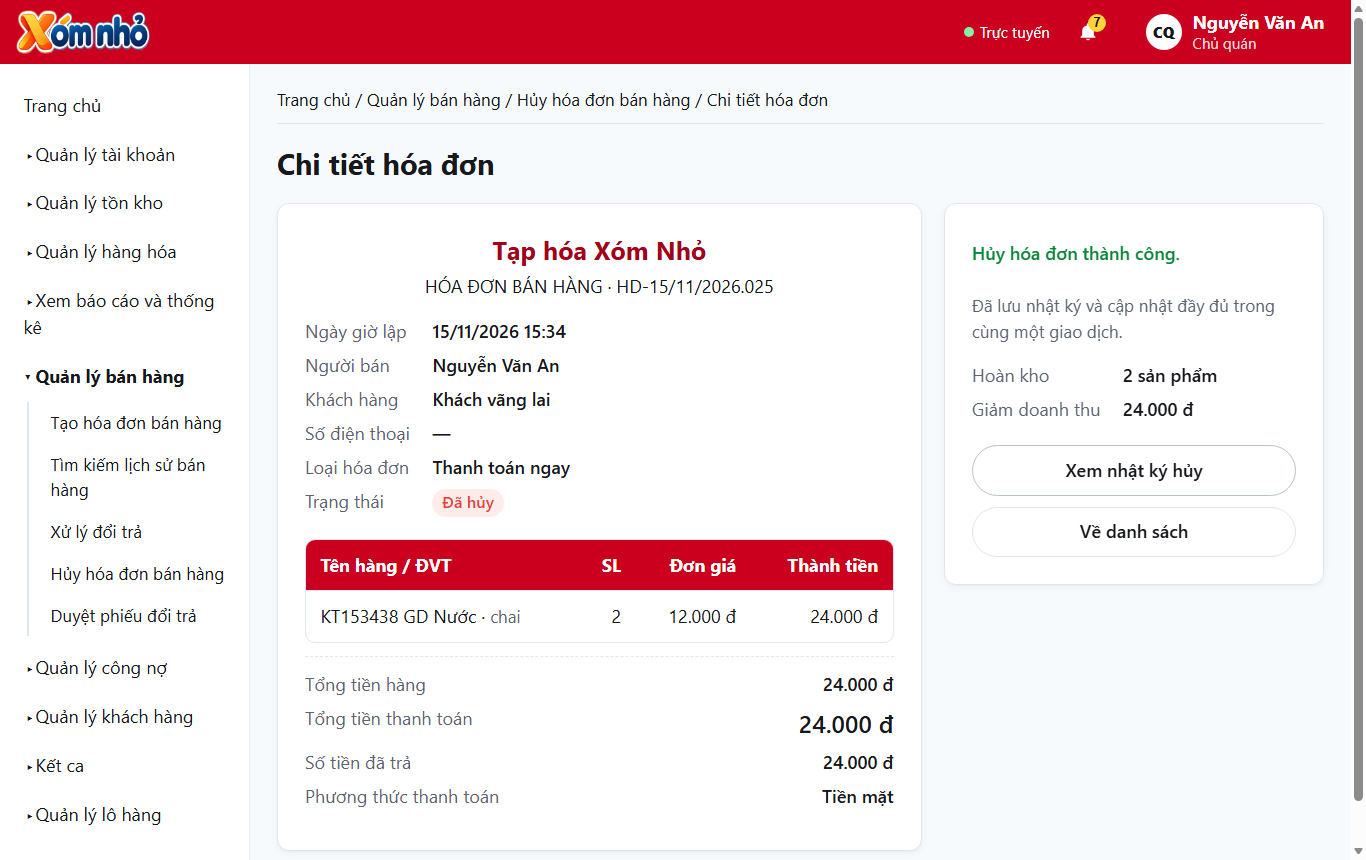 Xóm nhỏ
Trực tuyến
7
CQ
Nguyễn Văn An
Chủ quán
Trang chủ
Quản lý tài khoản
Quản lý tồn kho
Quản lý hàng hóa
Xem báo cáo và thống
kê
Quản lý bán hàng
Tạo hóa đơn bán hàng
Tìm kiếm lịch sử bán
hàng
Xử lý đổi trả
Hủy hóa đơn bán hàng
Duyệt phiếu đổi trả
Quản lý công nợ
Quản lý khách hàng
Kết ca
Quản lý lô hàng
Trang chủ / Quản lý bán hàng / Hủy hóa đơn bán hàng / Chi tiết hóa đơn
Chi tiết hóa đơn
Tạp hóa Xóm Nhỏ
HÓA ĐƠN BÁN HÀNG · HD-15/11/2026.025
Ngày giờ lập 15/11/2026 15:34
Người bán Nguyễn Văn An
Khách hàng Khách vãng lai
Số điện thoại —
Loại hóa đơn Thanh toán ngay
Trạng thái Đã hủy
Tên hàng / ĐVT SL Đơn giá Thành tiền
KT153438 GD Nước · chai 2 12.000 đ 24.000 đ
Tổng tiền hàng 24.000 đ
Tổng tiền thanh toán 24.000 đ
Số tiền đã trả 24.000 đ
Phương thức thanh toán Tiền mặt
Hủy hóa đơn thành công.
Đã lưu nhật ký và cập nhật đầy đủ trong
cùng một giao dịch.
Hoàn kho 2 sản phẩm
Giảm doanh thu 24.000 đ
Xem nhật ký hủy
Về danh sách